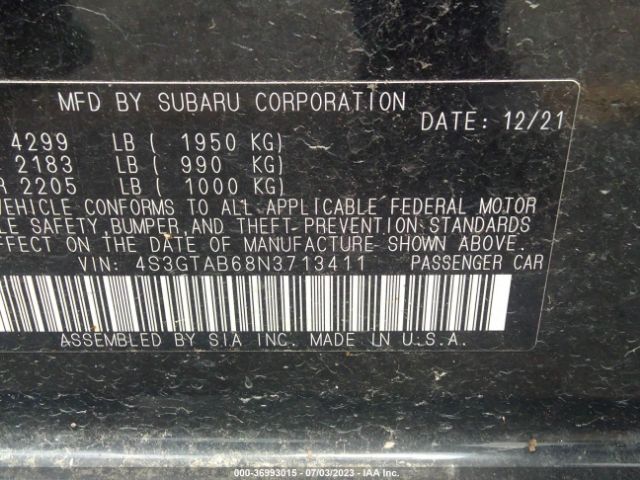 MFD BY SUBARU CORPORATION
DATE: 12/21
4299 LB ( 1950 KG)
2183 LB ( 990 KG)
R 2205 LB ( 1000 KG)
VEHICLE CONFORMS TO ALL APPLICABLE FEDERAL MOTOR
LE SAFETY,BUMPER,AND THEFT PREVENTION STANDARDS
EFFECT ON THE DATE OF MANUFACTURE SHOWN ABOVE.
VIN: 4S3GTAB68N3713411 PASSENGER CAR
ASSEMBLED BY SIA INC. MADE IN U.S.A.
000-36993015 - 07/03/2023 - IAA Inc.